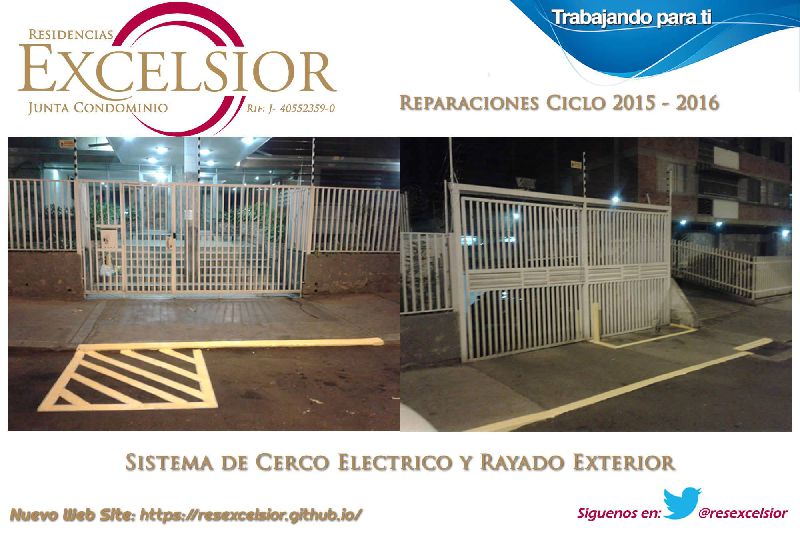 Trabajando para ti
RESIDENCIAS
EXCELSIOR
JUNTA CONDOMINIO RIF: J- 40552359-0
REPARACIONES CICLO 2015 - 2016
SISTEMA DE CERCO ELECTRICO Y RAYADO EXTERIOR
Nuevo Web Site: https://resexcelsior.github.io/
Siguenos en: @resexcelsior